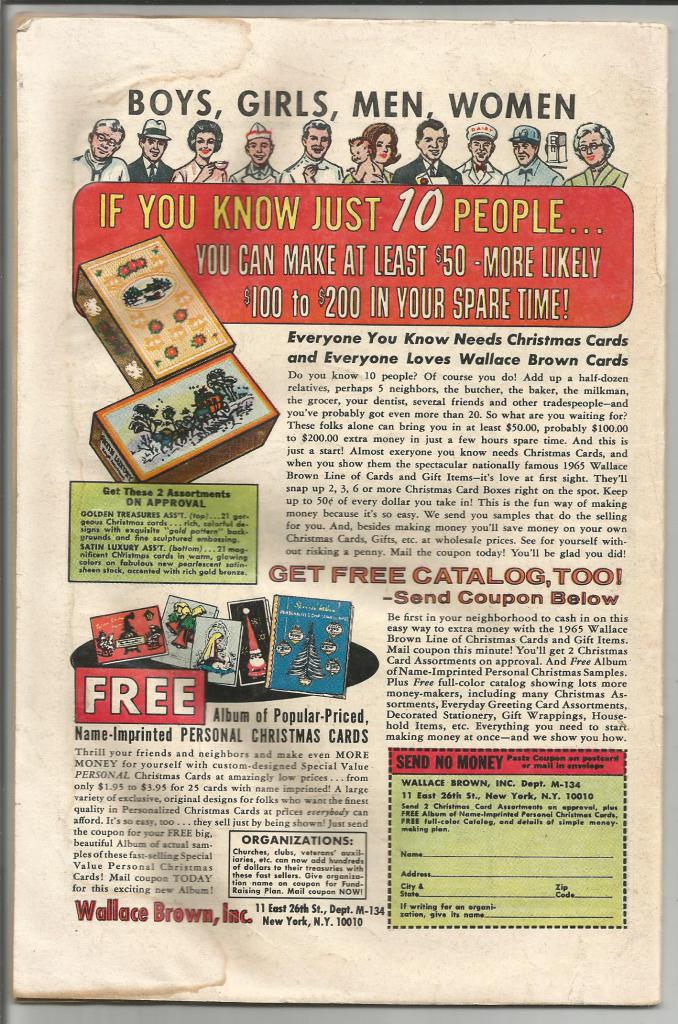 BOYS, GIRLS, MEN, WOMEN
DAIRY
IF YOU KNOW JUST 10 PEOPLE...
YOU CAN MAKE AT LEAST $50 - MORE LIKELY
$100 to $200 IN YOUR SPARE TIME!
Everyone You Know Needs Christmas Cards
and Everyone Loves Wallace Brown Cards
Do you know 10 people? Of course you do! Add up a half-dozen
relatives, perhaps 5 neighbors, the butcher, the baker, the milkman,
the grocer, your dentist, several friends and other tradespeople—and
you've probably got even more than 20. So what are you waiting for?
These folks alone can bring you in at least $50.00, probably $100.00
to $200.00 extra money in just a few hours spare time. And this is
just a start! Almost everyone you know needs Christmas Cards, and
when you show them the spectacular nationally famous 1965 Wallace
Brown Line of Cards and Gift Items—it's love at first sight. They'll
snap up 2, 3, 6 or more Christmas Card Boxes right on the spot. Keep
up to 50¢ of every dollar you take in! This is the fun way of making
money because it's so easy. We send you samples that do the selling
for you. And, besides making money you'll save money on your own
Christmas Cards, Gifts, etc. at wholesale prices. See for yourself with-
out risking a penny. Mail the coupon today! You'll be glad you did!
Get These 2 Assortments
ON APPROVAL
GOLDEN TREASURES ASS'T. (top)...21 gor-
geous Christmas cards...rich, colorful de-
signs with exquisite "gold pattern" back-
grounds and fine sculptured embossing.
SATIN LUXURY ASS'T. (bottom)...21 mag-
nificent Christmas cards in warm, glowing
colors on fabulous new pearlescent satin-
sheen stock, accented with rich gold bronze.
GET FREE CATALOG, TOO!
-Send Coupon Below
Be first in your neighborhood to cash in on this
easy way to extra money with the 1965 Wallace
Brown Line of Christmas Cards and Gift Items.
Mail coupon this minute! You'll get 2 Christmas
Card Assortments on approval. And Free Album
of Name-Imprinted Personal Christmas Samples.
Plus Free full-color catalog showing lots more
money-makers, including many Christmas As-
sortments, Everyday Greeting Card Assortments,
Decorated Stationery, Gift Wrappings, House-
hold Items, etc. Everything you need to start
making money at once—and we show you how.
FREE
Album of Popular-Priced,
Name-Imprinted PERSONAL CHRISTMAS CARDS
Thrill your friends and neighbors and make even MORE
MONEY for yourself with custom-designed Special Value
PERSONAL Christmas Cards at amazingly low prices...from
only $1.95 to $3.95 for 25 cards with name imprinted! A large
variety of exclusive, original designs for folks who want the finest
quality in Personalized Christmas Cards at prices everybody can
afford. It's so easy, too...they sell just by being shown! Just send
the coupon for your FREE big,
beautiful Album of actual sam-
ples of these fast-selling Special
Value Personal Christmas
Cards! Mail coupon TODAY
for this exciting new Album!
ORGANIZATIONS:
Churches, clubs, veterans' auxil-
iaries, etc. can now add hundreds
of dollars to their treasuries with
these fast sellers. Give organiza-
tion name on coupon for Fund-
Raising Plan. Mail coupon NOW!
Wallace Brown, Inc. 11 East 26th St., Dept. M-134
New York, N.Y. 10010
SEND NO MONEY Paste Coupon on postcard
or mail in envelope
WALLACE BROWN, INC. Dept. M-134
11 East 26th St., New York, N.Y. 10010
Send 2 Christmas Card Assortments on approval, plus
FREE Album of Name-Imprinted Personal Christmas Cards,
FREE full-color Catalog, and details of simple money-
making plan.
Name
Address
City & State Zip Code
If writing for an organi-
zation, give its name